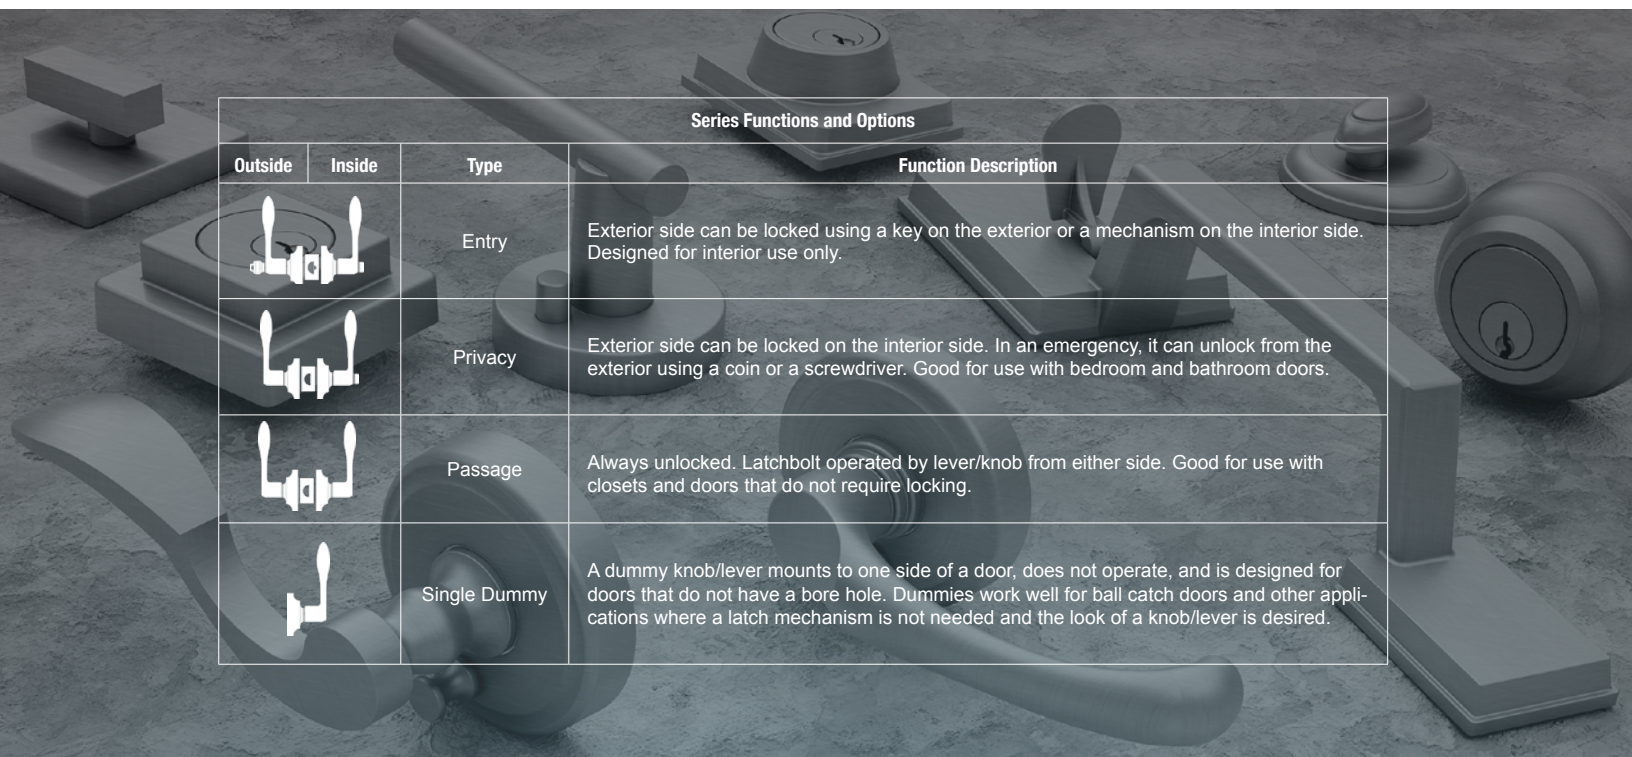 Series Functions and Options
Outside Inside Type Function Description
Entry
Exterior side can be locked using a key on the exterior or a mechanism on the interior side.
Designed for interior use only.
Privacy
Exterior side can be locked on the interior side. In an emergency, it can unlock from the
exterior using a coin or a screwdriver. Good for use with bedroom and bathroom doors.
Passage
Always unlocked. Latchbolt operated by lever/knob from either side. Good for use with
closets and doors that do not require locking.
Single Dummy
A dummy knob/lever mounts to one side of a door, does not operate, and is designed for
doors that do not have a bore hole. Dummies work well for ball catch doors and other appli-
cations where a latch mechanism is not needed and the look of a knob/lever is desired.